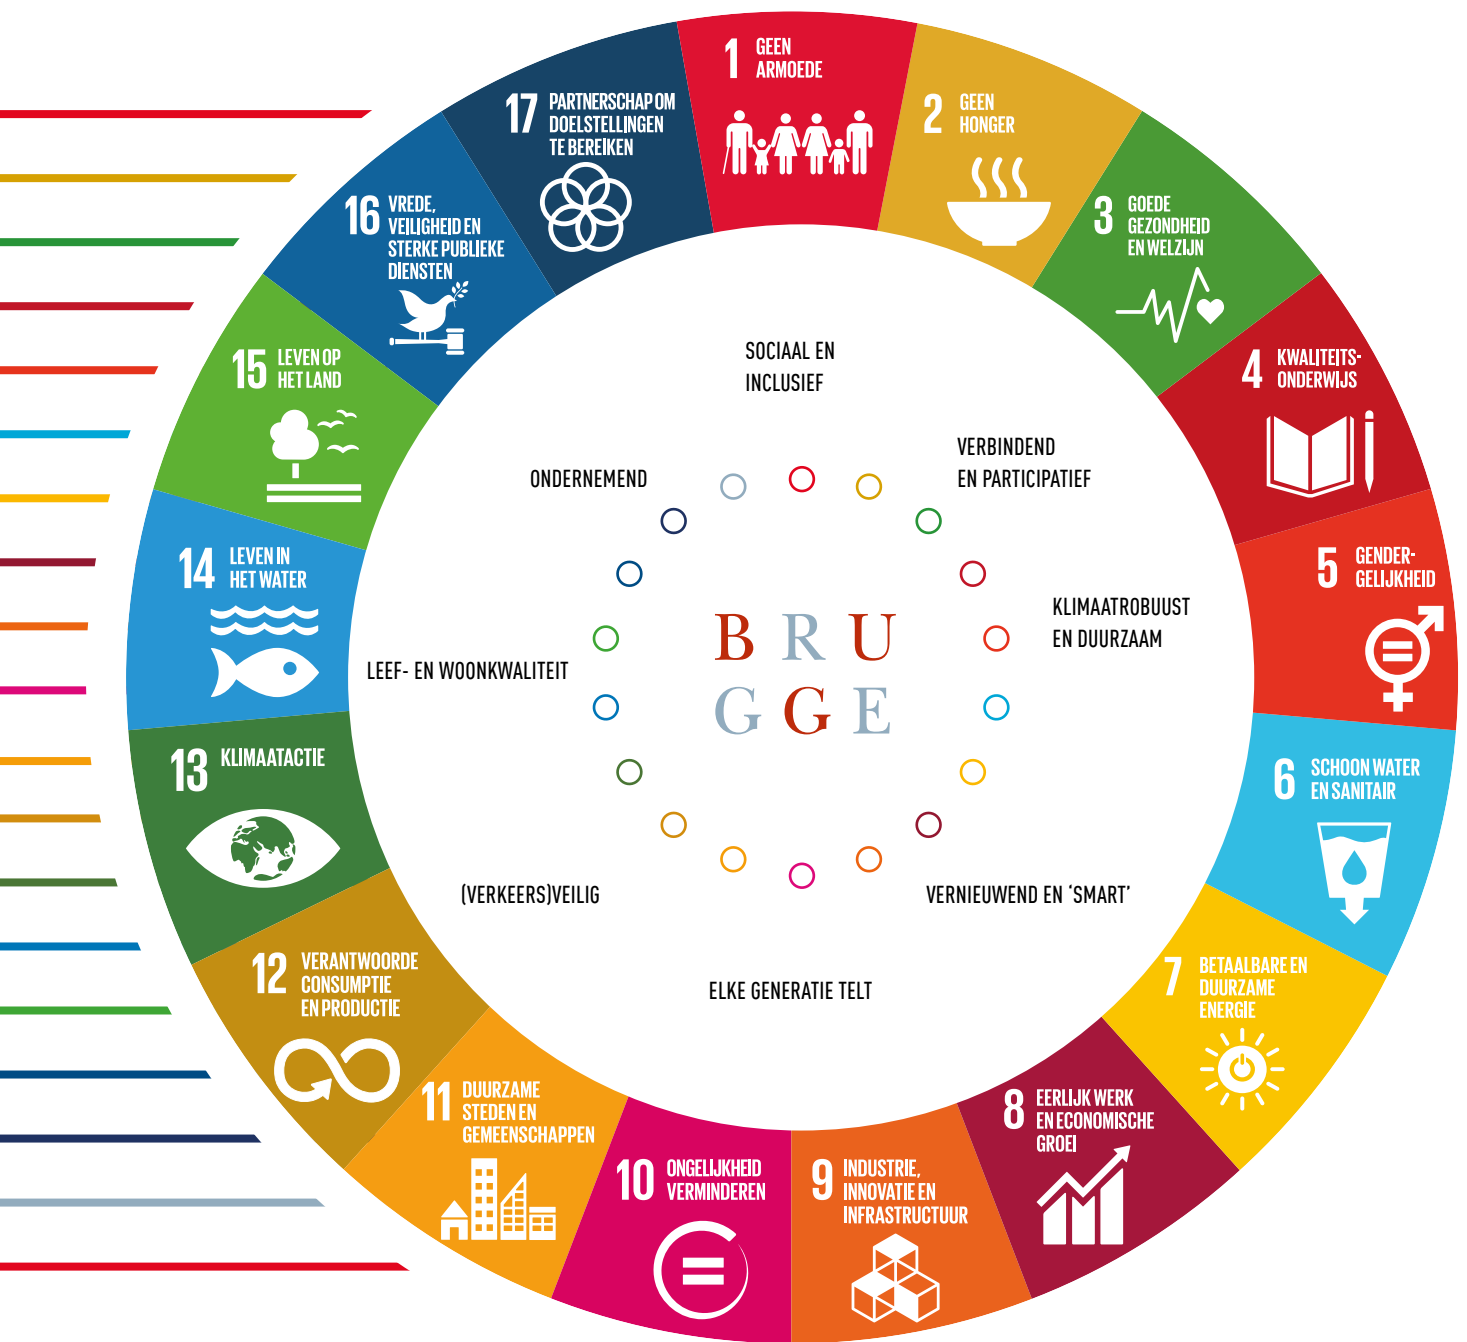 1 GEEN
ARMOEDE
2 GEEN
HONGER
3 GOEDE
GEZONDHEID
EN WELZIJN
4 KWALITEITS-
ONDERWIJS
5 GENDER-
GELIJKHEID
6 SCHOON WATER
EN SANITAIR
7 BETAALBARE EN
DUURZAME
ENERGIE
8 EERLIJK WERK
EN ECONOMISCHE
GROEI
9 INDUSTRIE,
INNOVATIE EN
INFRASTRUCTUUR
10 ONGELIJKHEID
VERMINDEREN
11 DUURZAME
STEDEN EN
GEMEENSCHAPPEN
12 VERANTWOORDE
CONSUMPTIE
EN PRODUCTIE
13 KLIMAATACTIE
14 LEVEN IN
HET WATER
15 LEVEN OP
HET LAND
16 VREDE,
VEILIGHEID EN
STERKE PUBLIEKE
DIENSTEN
17 PARTNERSCHAP OM
DOELSTELLINGEN
TE BEREIKEN
SOCIAAL EN
INCLUSIEF
VERBINDEND
EN PARTICIPATIEF
KLIMAATROBUUST
EN DUURZAAM
VERNIEUWEND EN ‘SMART’
ELKE GENERATIE TELT
(VERKEERS)VEILIG
LEEF- EN WOONKWALITEIT
ONDERNEMEND
BRU
GGE